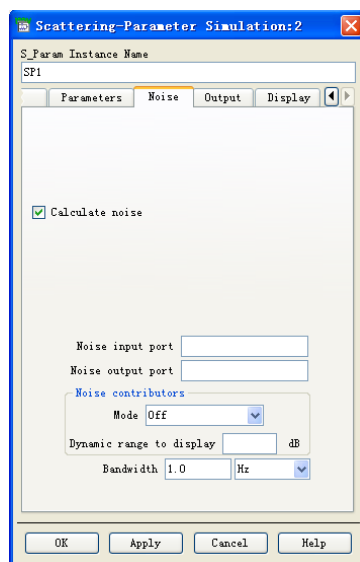 Scattering-Parameter Simulation:2
S_Param Instance Name
SP1
Parameters Noise Output Display
Calculate noise
Noise input port
Noise output port
Noise contributors
Mode Off
Dynamic range to display dB
Bandwidth 1.0 Hz
OK Apply Cancel Help